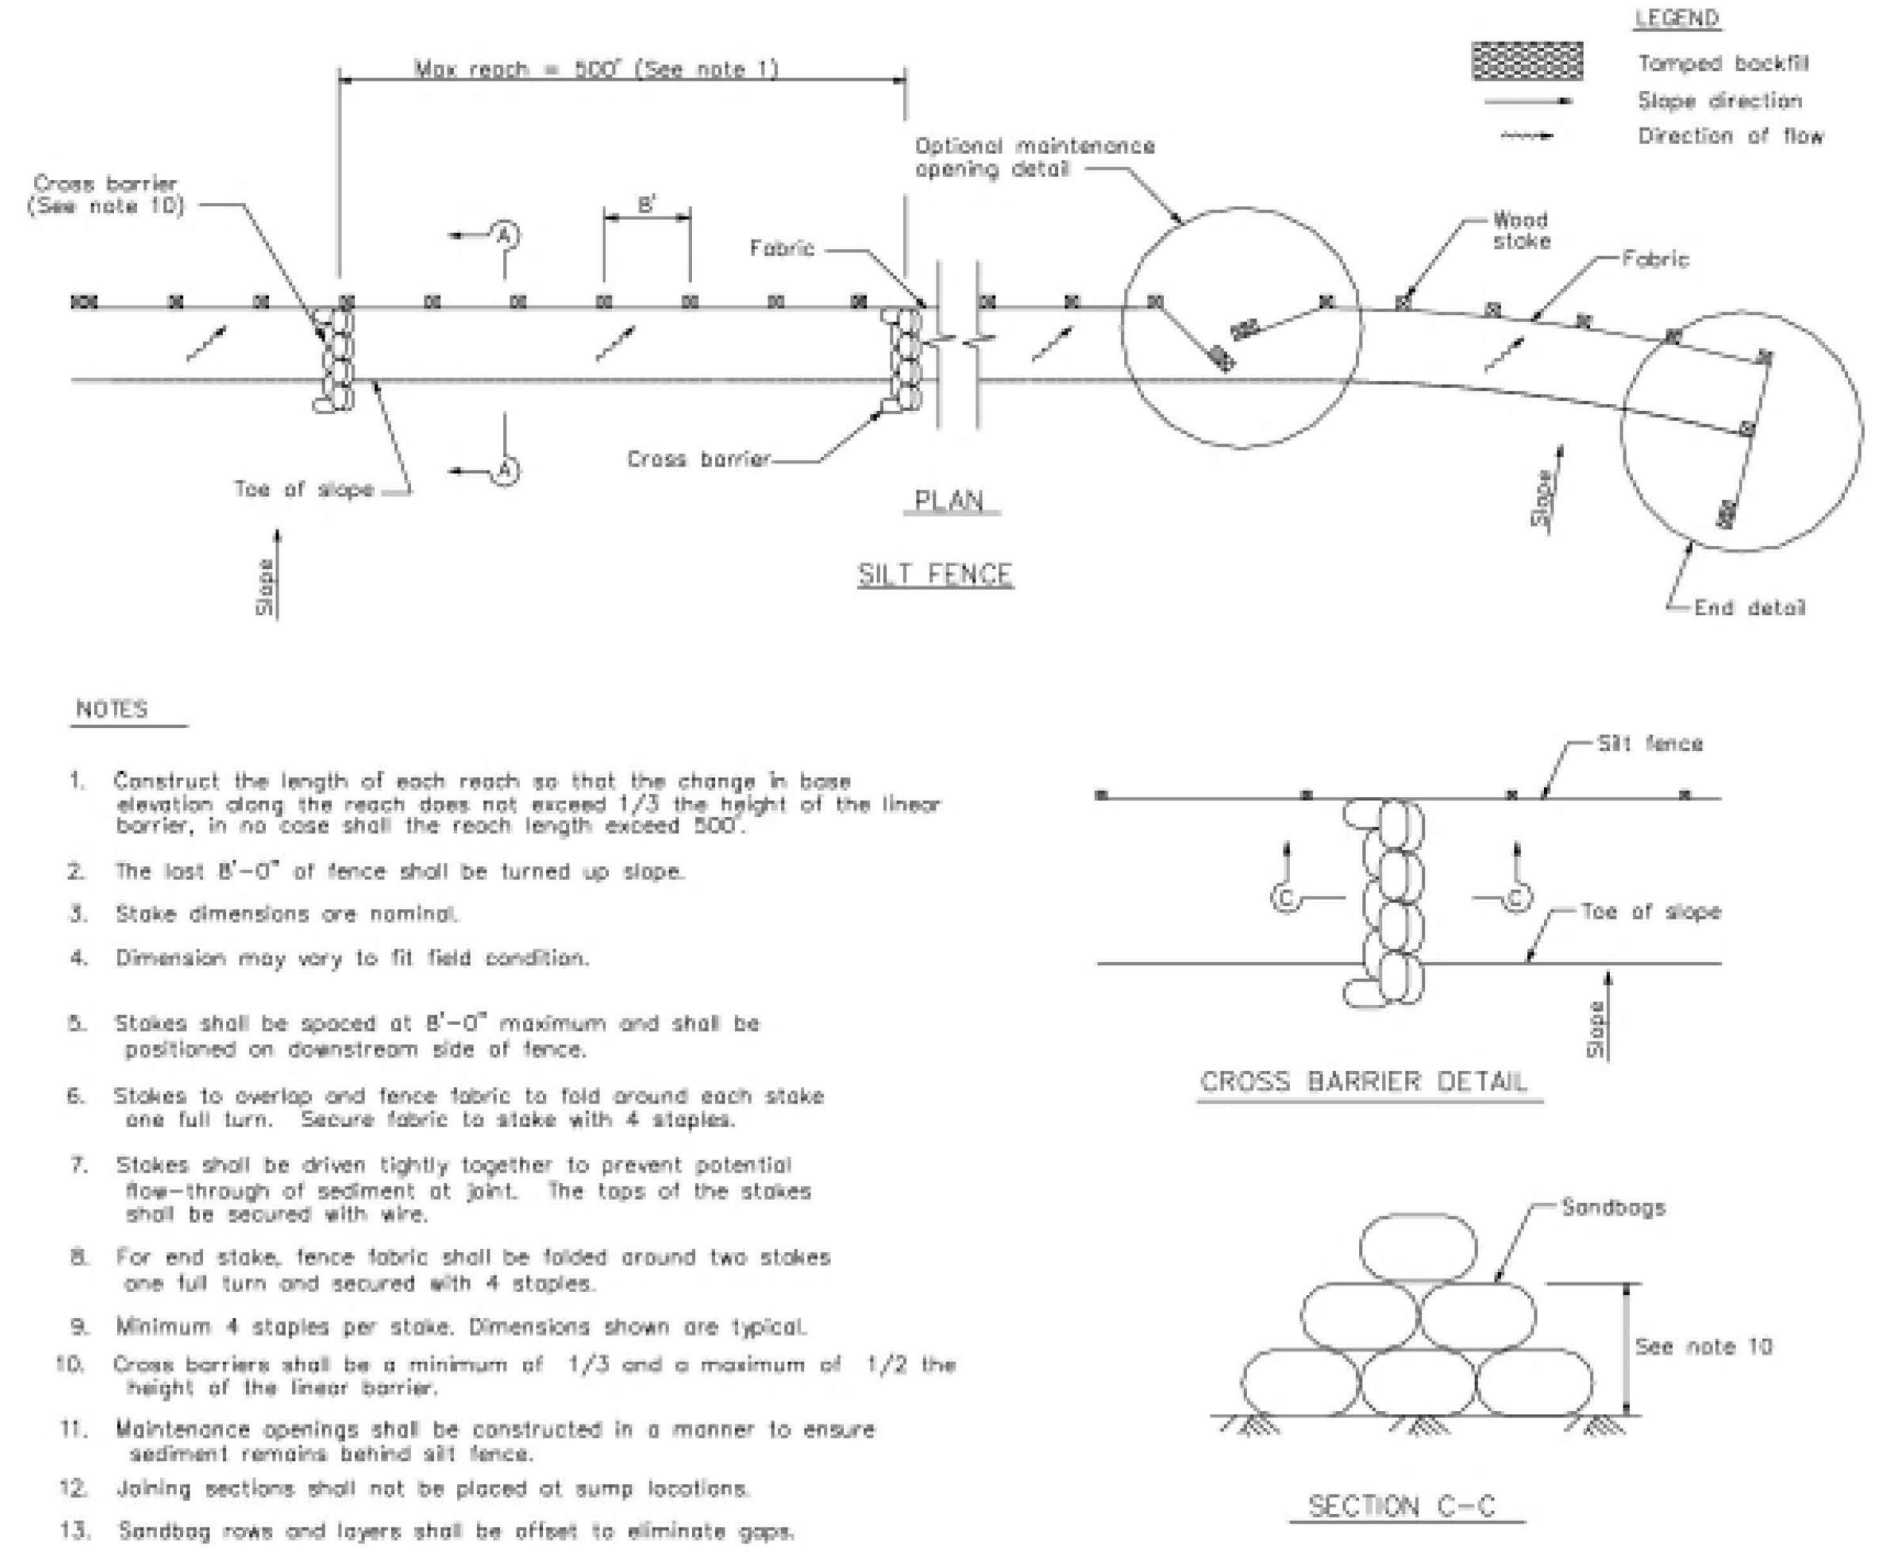 LEGEND
Tamped backfill
Slope direction
Direction of flow
Max reach = 500' (See note 1)
Optional maintenance
opening detail
Cross barrier
(See note 10)
A
8'
Fabric
Wood
stake
Fabric
Cross barrier
A
Toe of slope
PLAN
Slope
Slope
SILT FENCE
End detail
NOTES
1. Construct the length of each reach so that the change in base
elevation along the reach does not exceed 1/3 the height of the linear
barrier, in no case shall the reach length exceed 500'.
2. The last 8'-0" of fence shall be turned up slope.
3. Stake dimensions are nominal.
4. Dimension may vary to fit field condition.
5. Stakes shall be spaced at 8'-0" maximum and shall be
positioned on downstream side of fence.
6. Stakes to overlap and fence fabric to fold around each stake
one full turn. Secure fabric to stake with 4 staples.
7. Stakes shall be driven tightly together to prevent potential
flow-through of sediment at joint. The tops of the stakes
shall be secured with wire.
8. For end stake, fence fabric shall be folded around two stakes
one full turn and secured with 4 staples.
9. Minimum 4 staples per stake. Dimensions shown are typical.
10. Cross barriers shall be a minimum of 1/3 and a maximum of 1/2 the
height of the linear barrier.
11. Maintenance openings shall be constructed in a manner to ensure
sediment remains behind silt fence.
12. Joining sections shall not be placed at sump locations.
13. Sandbag rows and layers shall be offset to eliminate gaps.
Silt fence
C
C
Toe of slope
Slope
CROSS BARRIER DETAIL
Sandbags
See note 10
SECTION C-C